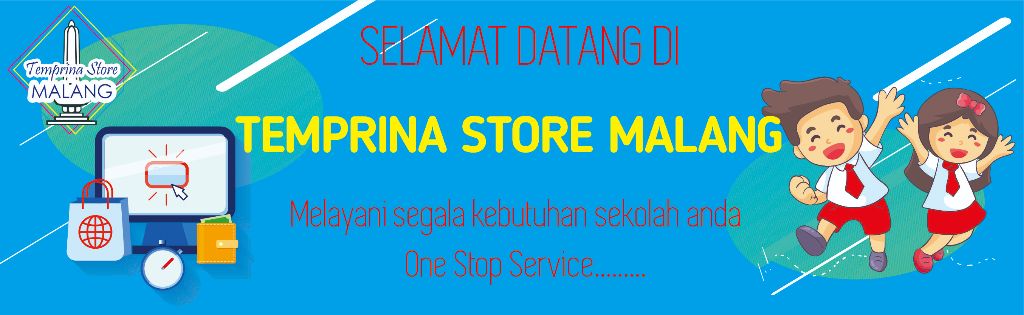 Temprina Store
MALANG
SELAMAT DATANG DI
TEMPRINA STORE MALANG
Melayani segala kebutuhan sekolah anda
One Stop Service.........